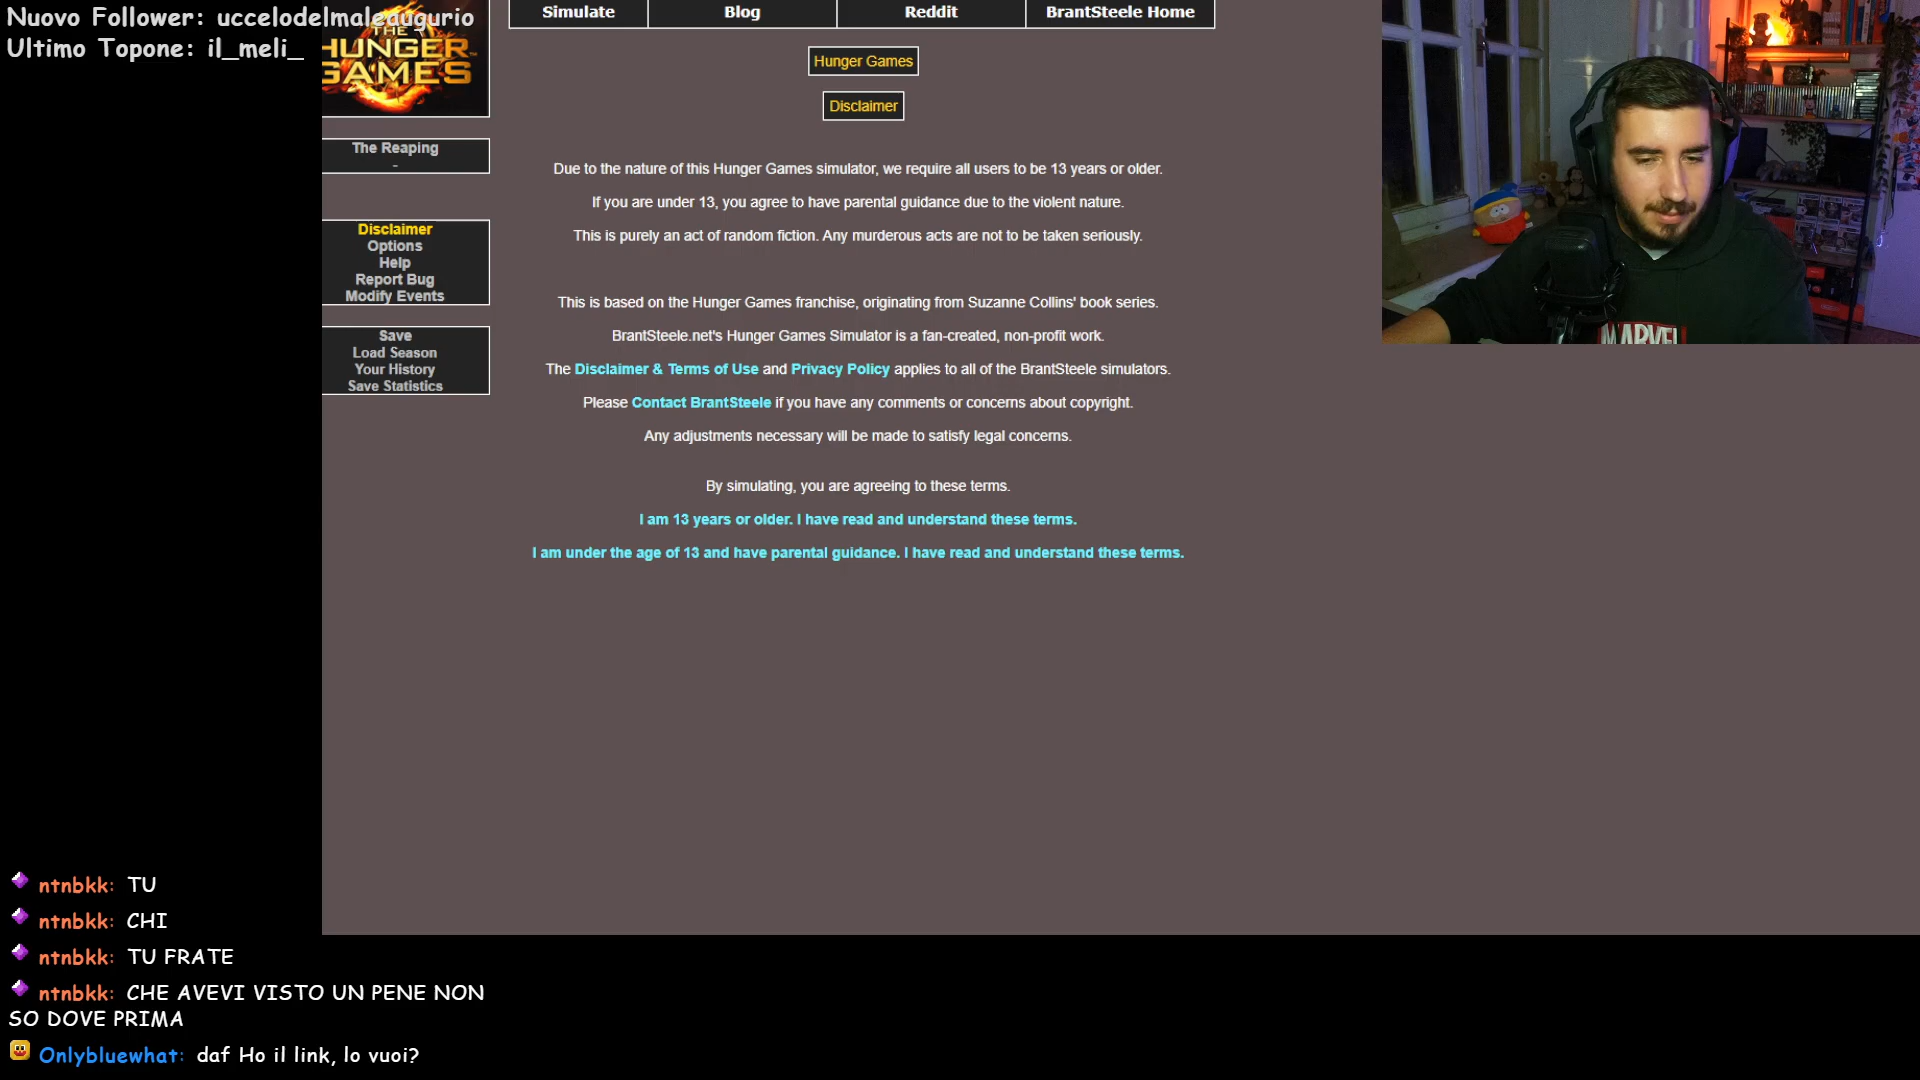 Nuovo Follower: uccelodelmaleaugurio
Ultimo Topone: il_meli_
THE
HUNGER
GAMES
Simulate
Blog
Reddit
BrantSteele Home
Hunger Games
Disclaimer
The Reaping
-
Disclaimer
Options
Help
Report Bug
Modify Events
Save
Load Season
Your History
Save Statistics
Due to the nature of this Hunger Games simulator, we require all users to be 13 years or older.
If you are under 13, you agree to have parental guidance due to the violent nature.
This is purely an act of random fiction. Any murderous acts are not to be taken seriously.
This is based on the Hunger Games franchise, originating from Suzanne Collins' book series.
BrantSteele.net's Hunger Games Simulator is a fan-created, non-profit work.
The Disclaimer & Terms of Use and Privacy Policy applies to all of the BrantSteele simulators.
Please Contact BrantSteele if you have any comments or concerns about copyright.
Any adjustments necessary will be made to satisfy legal concerns.
By simulating, you are agreeing to these terms.
I am 13 years or older. I have read and understand these terms.
I am under the age of 13 and have parental guidance. I have read and understand these terms.
MARVEL
ntnbkk: TU
ntnbkk: CHI
ntnbkk: TU FRATE
ntnbkk: CHE AVEVI VISTO UN PENE NON
SO DOVE PRIMA
Onlybluewhat: daf Ho il link, lo vuoi?